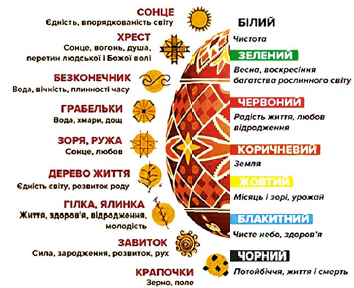 СОНЦЕ
Єдність, впорядкованість світу
ХРЕСТ
Сонце, вогонь, душа,
перетин людської і Божої волі
БЕЗКОНЕЧНИК
Вода, вічність, плинності часу
ГРАБЕЛЬКИ
Вода, хмари, дощ
ЗОРЯ, РУЖА
Сонце, любов
ДЕРЕВО ЖИТТЯ
Єдність світу, розвиток роду
ГІЛКА, ЯЛИНКА
Життя, здоров'я, відродження,
молодість
ЗАВИТОК
Сила, зародження, розвиток, рух
КРАПОЧКИ
Зерно, поле
БІЛИЙ
Чистота
ЗЕЛЕНИЙ
Весна, воскресіння
багатства рослинного світу
ЧЕРВОНИЙ
Радість життя, любов
відродження
КОРИЧНЕВИЙ
Земля
ЖОВТИЙ
Місяць і зорі, урожай
БЛАКИТНИЙ
Чисте небо, здоров'я
ЧОРНИЙ
Потойбіччя, життя і смерть